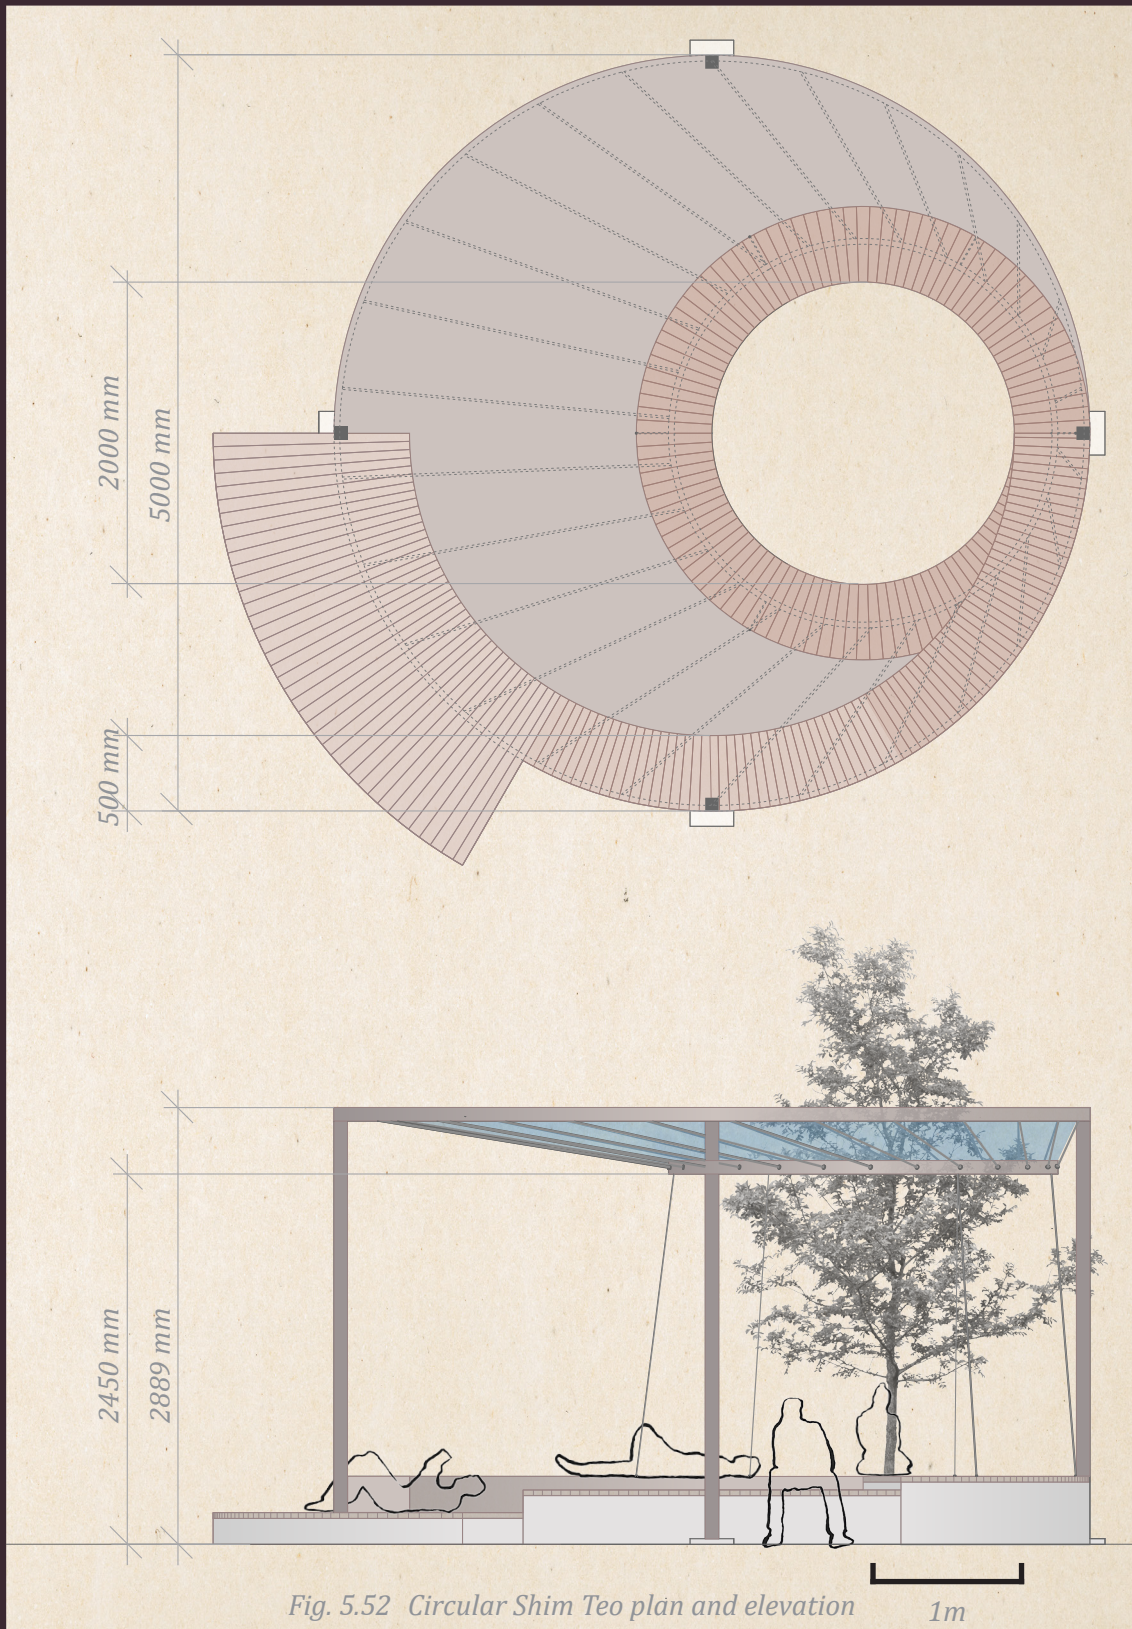 2000 mm
5000 mm
500 mm
2450 mm
2889 mm
1m
Fig. 5.52 Circular Shim Teo plan and elevation